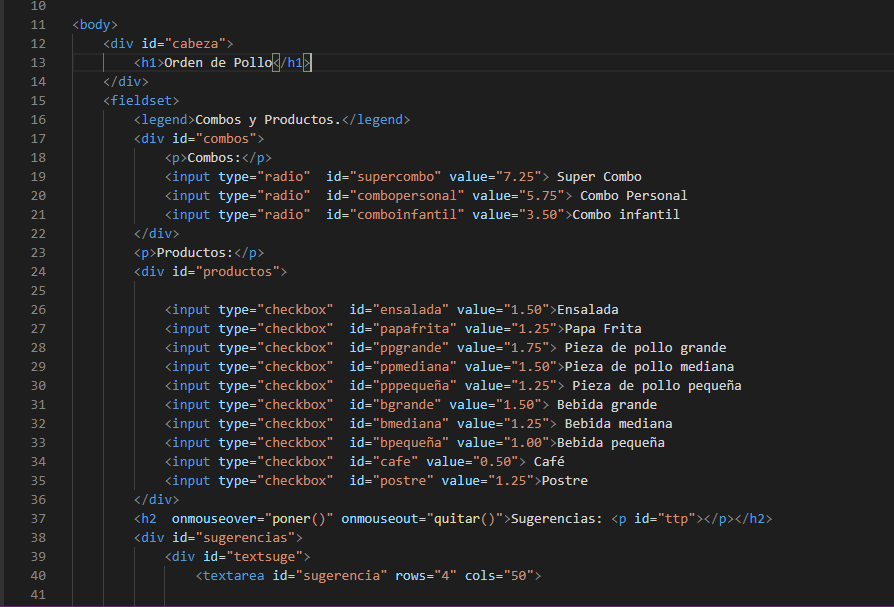 10
11 <body>
12 <div id="cabeza">
13 <h1>Orden de Pollo</h1>
14 </div>
15 <fieldset>
16 <legend>Combos y Productos.</legend>
17 <div id="combos">
18 <p>Combos:</p>
19 <input type="radio"  id="supercombo" value="7.25"> Super Combo
20 <input type="radio"  id="combopersonal" value="5.75"> Combo Personal
21 <input type="radio"  id="comboinfantil" value="3.50">Combo infantil
22 </div>
23 <p>Productos:</p>
24 <div id="productos">
25
26 <input type="checkbox"  id="ensalada" value="1.50">Ensalada
27 <input type="checkbox"  id="papafrita" value="1.25">Papa Frita
28 <input type="checkbox"  id="ppgrande" value="1.75"> Pieza de pollo grande
29 <input type="checkbox"  id="ppmediana" value="1.50">Pieza de pollo mediana
30 <input type="checkbox"  id="pppequeña" value="1.25"> Pieza de pollo pequeña
31 <input type="checkbox"  id="bgrande" value="1.50"> Bebida grande
32 <input type="checkbox"  id="bmediana" value="1.25"> Bebida mediana
33 <input type="checkbox"  id="bpequeña" value="1.00">Bebida pequeña
34 <input type="checkbox"  id="cafe" value="0.50"> Café
35 <input type="checkbox"  id="postre" value="1.25">Postre
36 </div>
37 <h2  onmouseover="poner()" onmouseout="quitar()">Sugerencias: <p id="ttp"></p></h2>
38 <div id="sugerencias">
39 <div id="textsuge">
40 <textarea id="sugerencia" rows="4" cols="50">
41